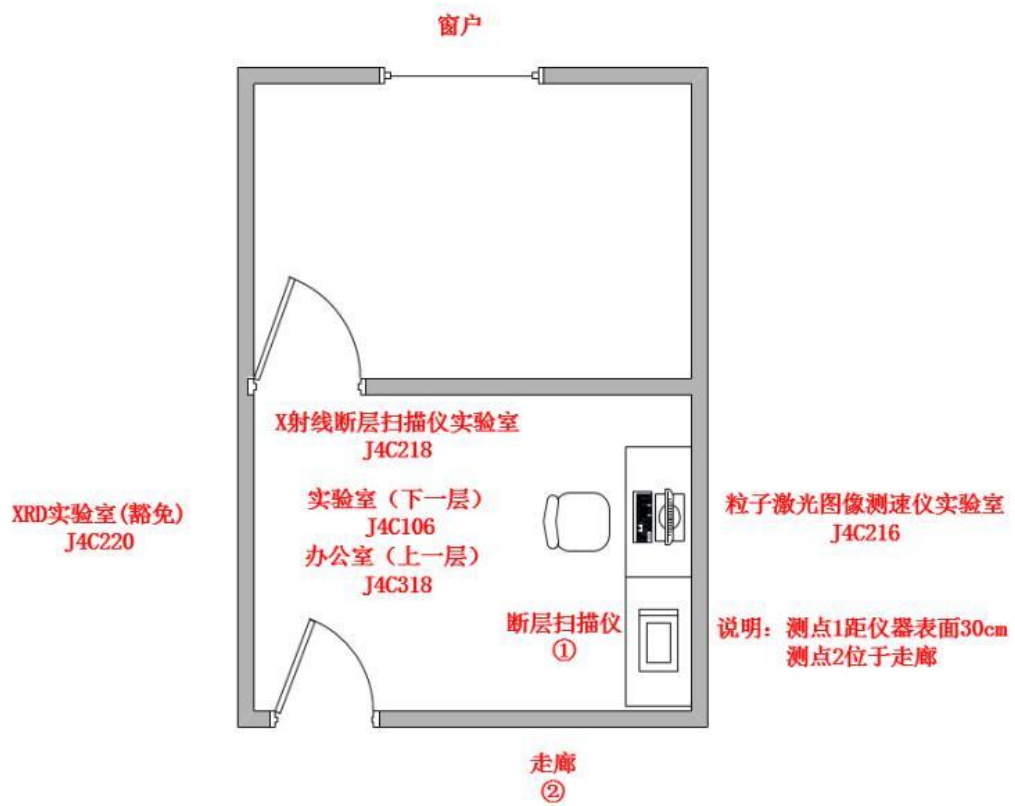 窗户
X射线断层扫描仪实验室
J4C218
实验室（下一层）
J4C106
办公室（上一层）
J4C318
XRD实验室(豁免)
J4C220
粒子激光图像测速仪实验室
J4C216
断层扫描仪
①
说明：测点1距仪器表面30cm
测点2位于走廊
走廊
②